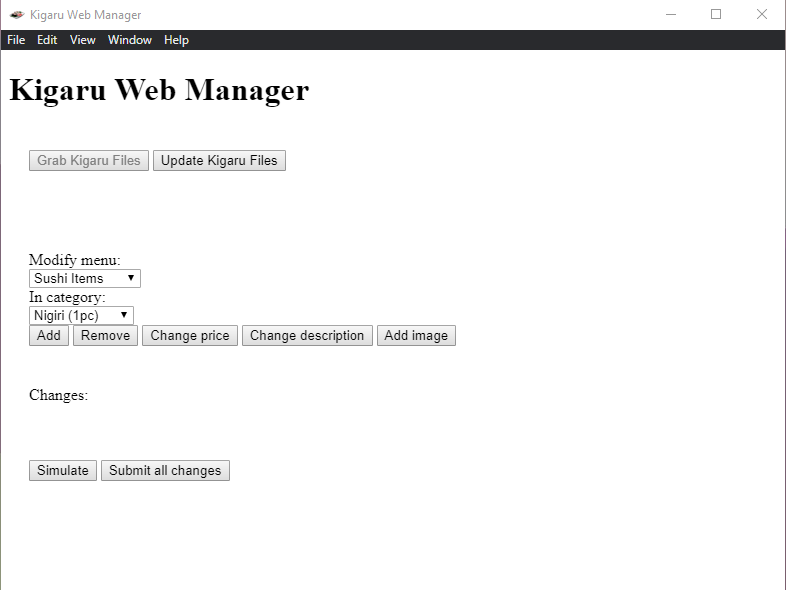 Kigaru Web Manager
File Edit View Window Help
Kigaru Web Manager
Grab Kigaru Files Update Kigaru Files
Modify menu:
Sushi Items
In category:
Nigiri (1pc)
Add Remove Change price Change description Add image
Changes:
Simulate Submit all changes